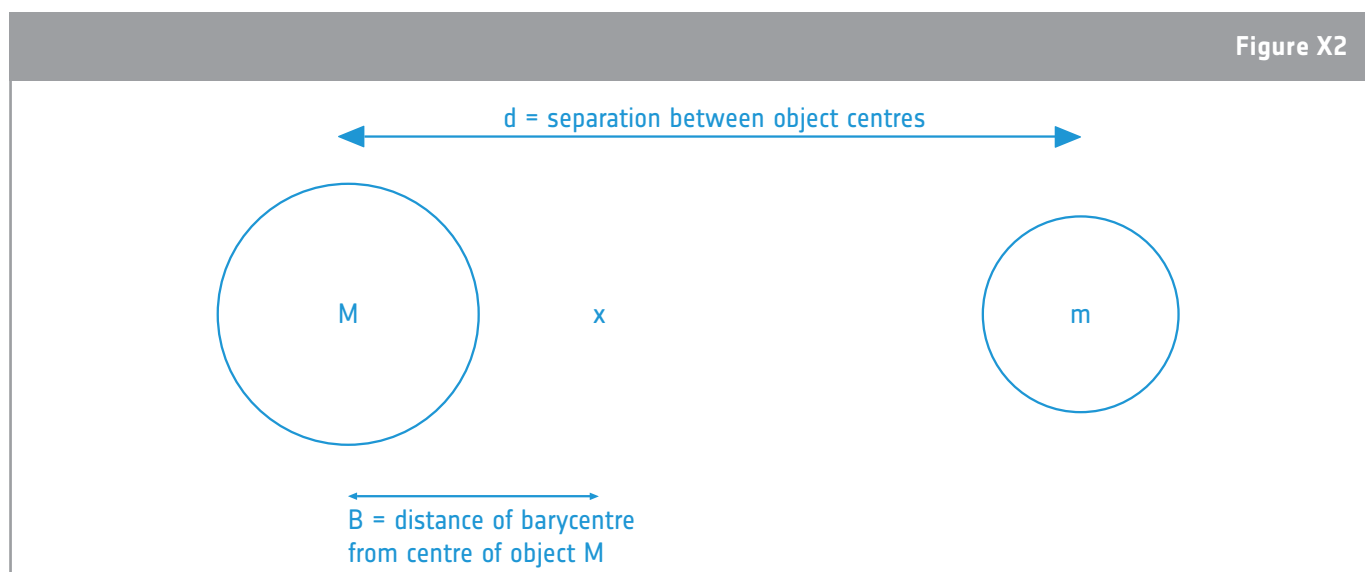 Figure X2
d = separation between object centres
M
x
m
B = distance of barycentre
from centre of object M